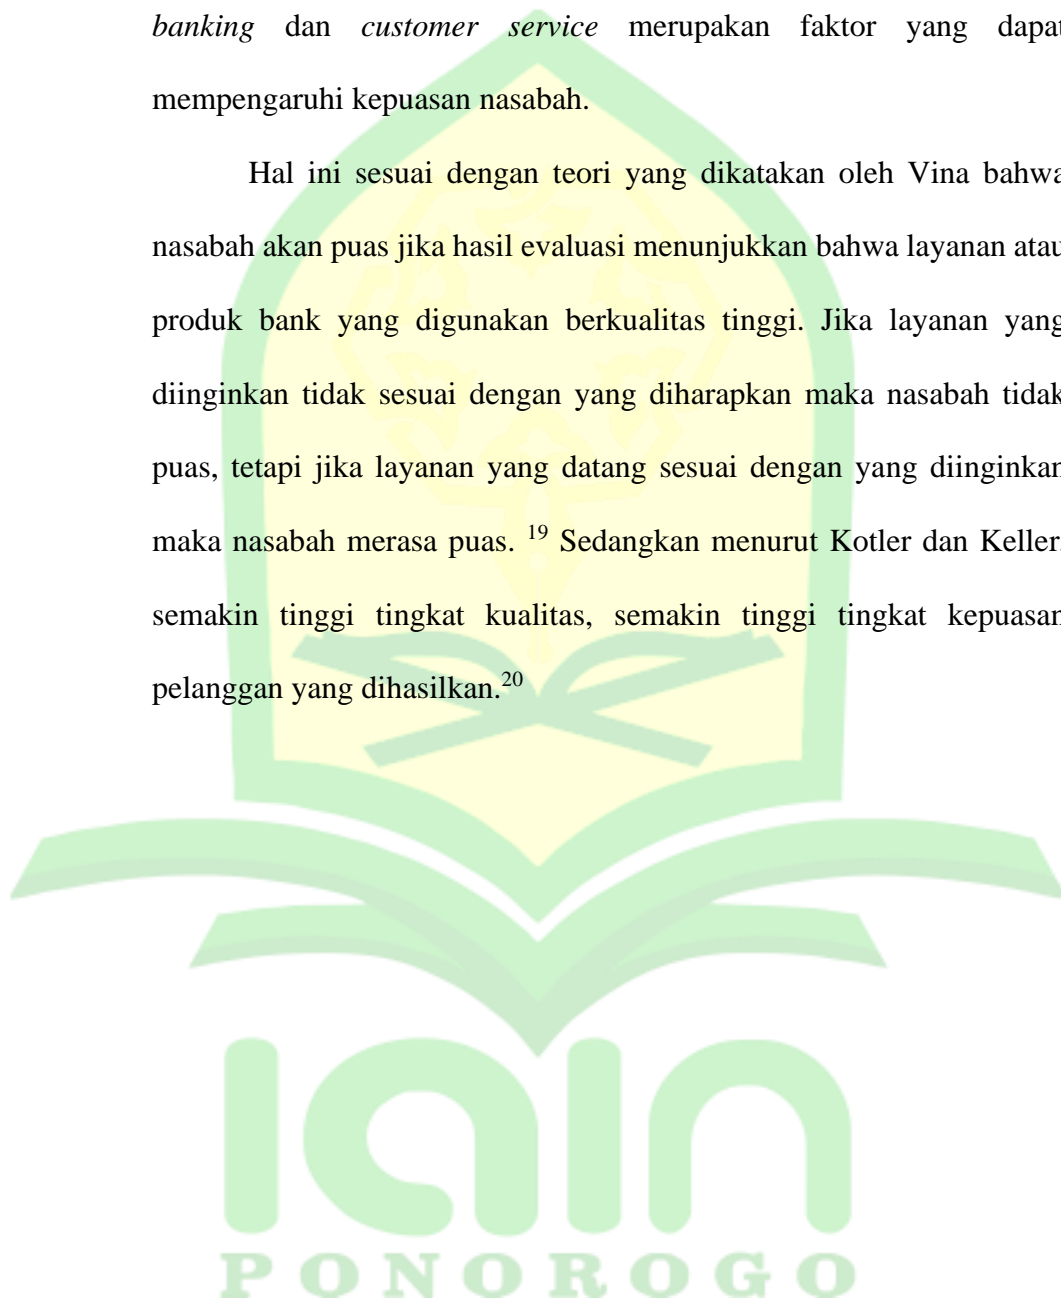 banking dan customer service merupakan faktor yang dapat
mempengaruhi kepuasan nasabah.
Hal ini sesuai dengan teori yang dikatakan oleh Vina bahwa
nasabah akan puas jika hasil evaluasi menunjukkan bahwa layanan atau
produk bank yang digunakan berkualitas tinggi. Jika layanan yang
diinginkan tidak sesuai dengan yang diharapkan maka nasabah tidak
puas, tetapi jika layanan yang datang sesuai dengan yang diinginkan
maka nasabah merasa puas. 19 Sedangkan menurut Kotler dan Keller,
semakin tinggi tingkat kualitas, semakin tinggi tingkat kepuasan
pelanggan yang dihasilkan.20
IAIN
PONOROGO